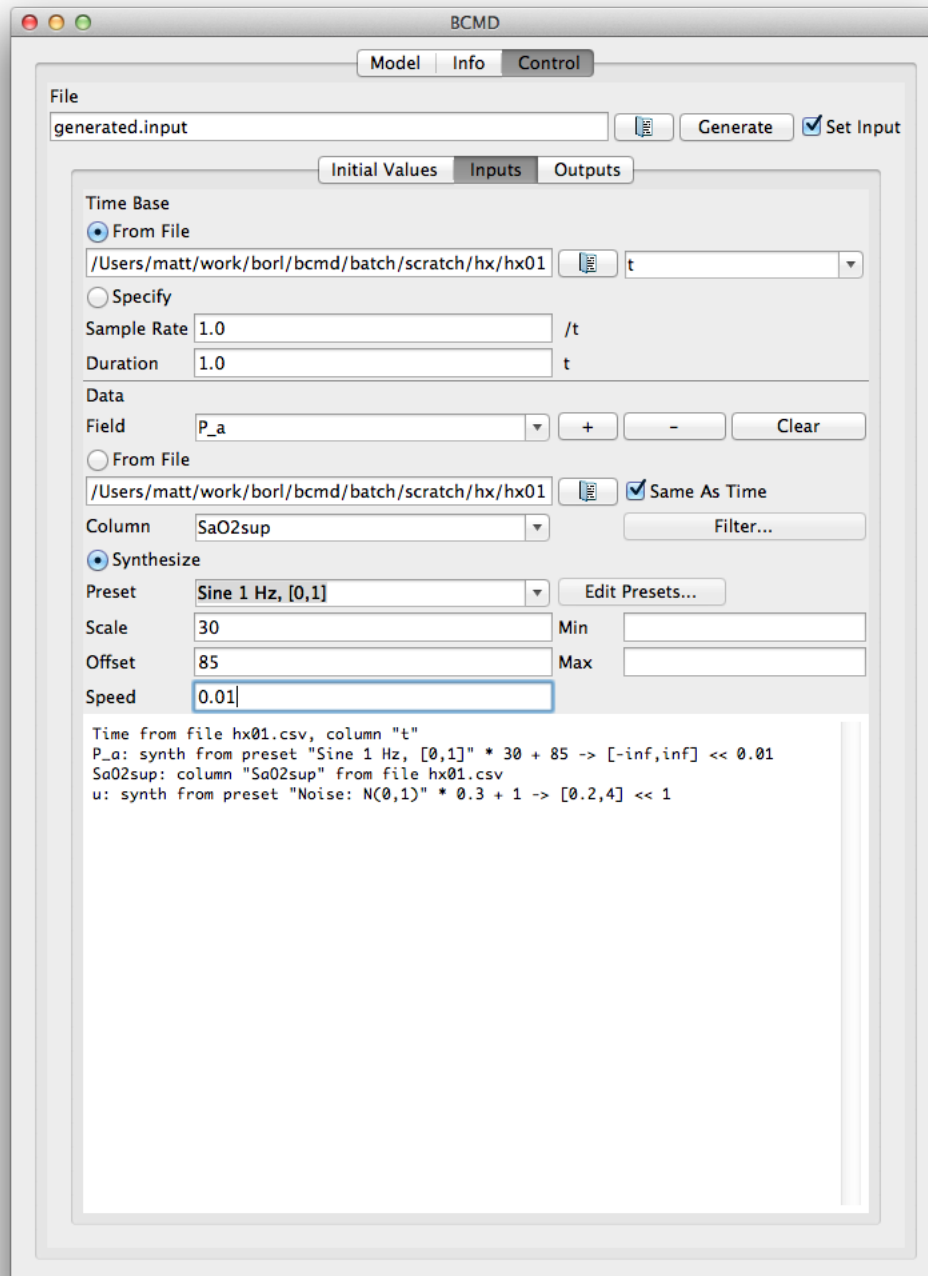 BCMD
Model Info Control
File
generated.input Generate Set Input
Initial Values Inputs Outputs
Time Base
From File
/Users/matt/work/borl/bcmd/batch/scratch/hx/hx01 t
Specify
Sample Rate 1.0 /t
Duration 1.0 t
Data
Field P_a + - Clear
From File
/Users/matt/work/borl/bcmd/batch/scratch/hx/hx01 Same As Time
Column SaO2sup Filter...
Synthesize
Preset Sine 1 Hz, [0,1] Edit Presets...
Scale 30 Min
Offset 85 Max
Speed 0.01
Time from file hx01.csv, column "t"
P_a: synth from preset "Sine 1 Hz, [0,1]" * 30 + 85 -> [-inf,inf] << 0.01
SaO2sup: column "SaO2sup" from file hx01.csv
u: synth from preset "Noise: N(0,1)" * 0.3 + 1 -> [0.2,4] << 1